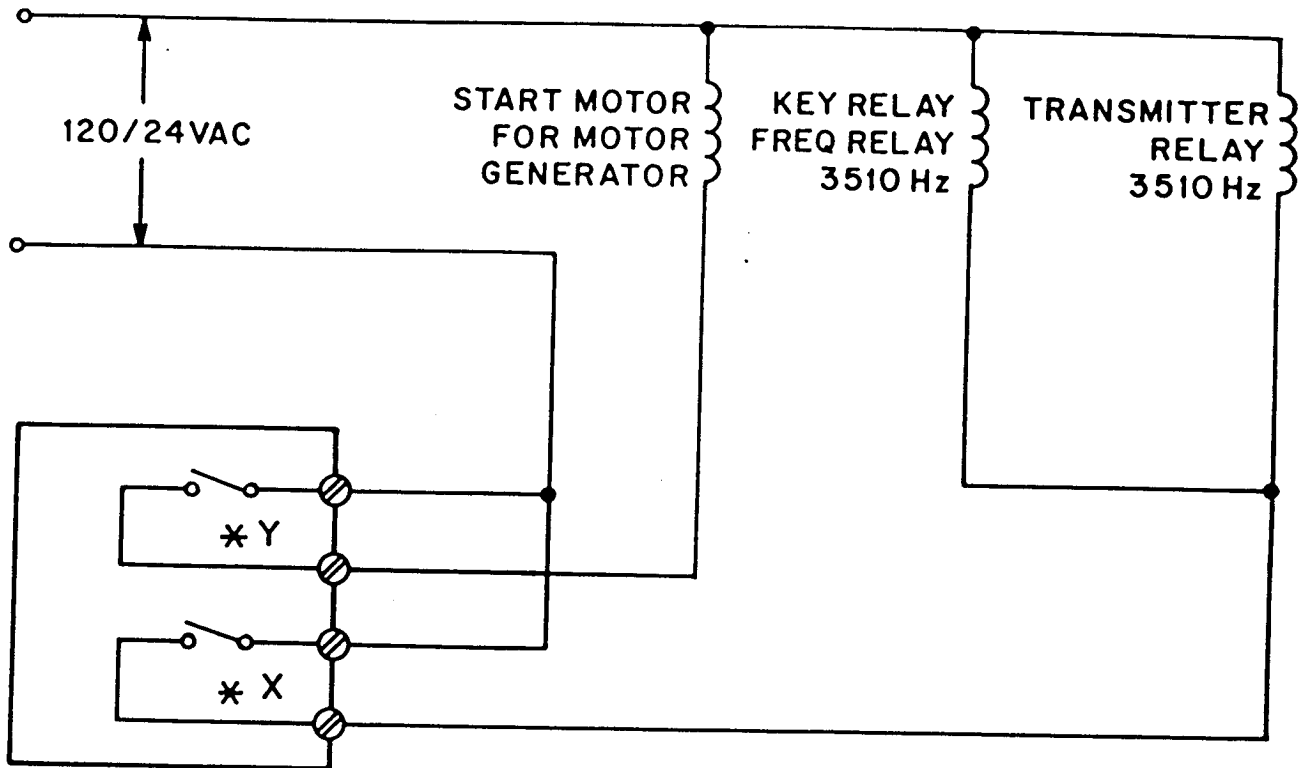 120/24VAC
START MOTOR
FOR MOTOR
GENERATOR
KEY RELAY
FREQ RELAY
3510 Hz
TRANSMITTER
RELAY
3510 Hz
* Y
* X